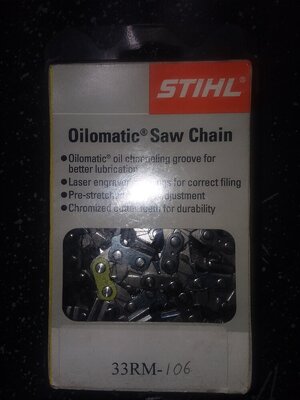 STIHL®
Oilomatic® Saw Chain
• Oilomatic® oil channeling groove for
better lubrication
• Laser engraved for correct filing
• Pre-stretched adjustment
• Chromized teeth for durability
33RM-106